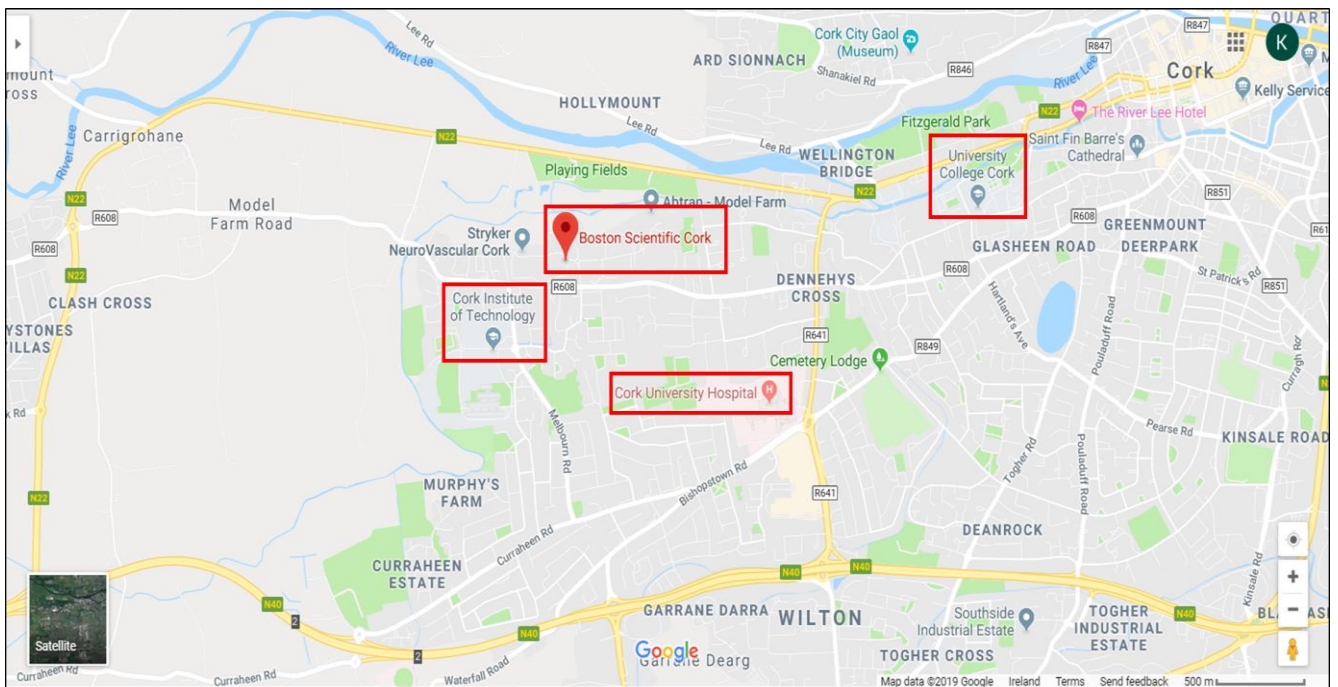 QUART
R847
Lee Rd
Cork City Gaol
(Museum)
R847
K
River Lee
ARD SIONNACH
Shanakiel Rd
R846
River Lee
Cork
Kelly Service
HOLLYMOUNT
N22
The River Lee Hotel
Fitzgerald Park
Lee Rd
River Lee
Carrigrohane
N22
Lee Rd
WELLINGTON
BRIDGE
University
College Cork
Saint Fin Barre's
Cathedral
Playing Fields
N22
N22
Model
Farm Road
Abtran - Model Farm
R851
R608
R608
GREENMOUNT
Stryker
NeuroVascular Cork
Boston Scientific Cork
GLASHEEN ROAD
DEERPARK
R608
N22
R608
St Patrick's Rd
R851
DENNEHYS
CROSS
R608
CLASH CROSS
Cork Institute
of Technology
Hartland's Ave
Pouladuff Road
R641
R849
Cemetery Lodge
Curragh Rd
Cork University Hospital
Melbourn Rd
Pearse Rd
KINSALE ROAD
Bishopstown Rd
Togher Rd
Pouladuff Road
MURPHY'S
FARM
N22
R641
DEANROCK
Curraheen Rd
CURRAHEEN
ESTATE
N40
N40
Kinsale Rd
N40
2
GARRANE DARRA
WILTON
Southside
Industrial Estate
TOGHER
INDUSTRIAL
ESTATE
N40
N40
Satellite
2
Google
Dearg
TOGHER CROSS
Curraheen Rd
Curraheen Rd
Waterfall Road
Map data ©2019 Google Ireland Terms Send feedback 500 m